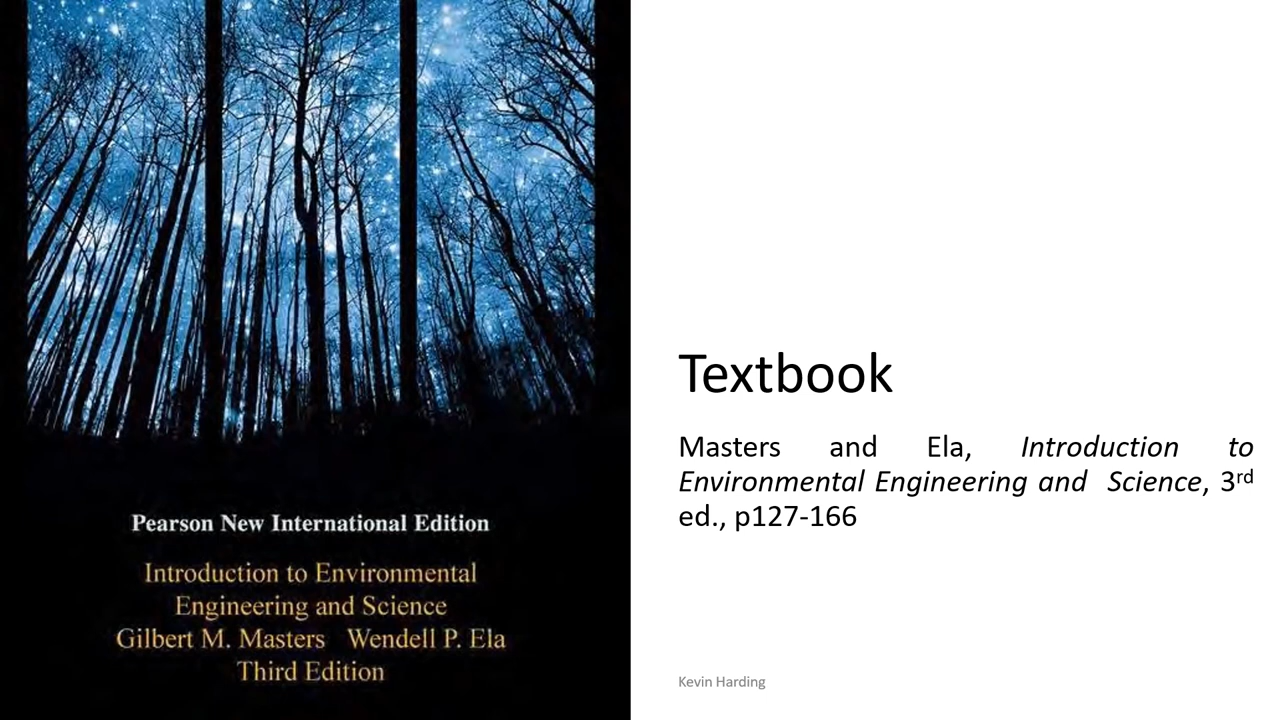 Pearson New International Edition
Introduction to Environmental
Engineering and Science
Gilbert M. Masters Wendell P. Ela
Third Edition
Textbook
Masters and Ela, Introduction to
Environmental Engineering and Science, 3rd
ed., p127-166
Kevin Harding